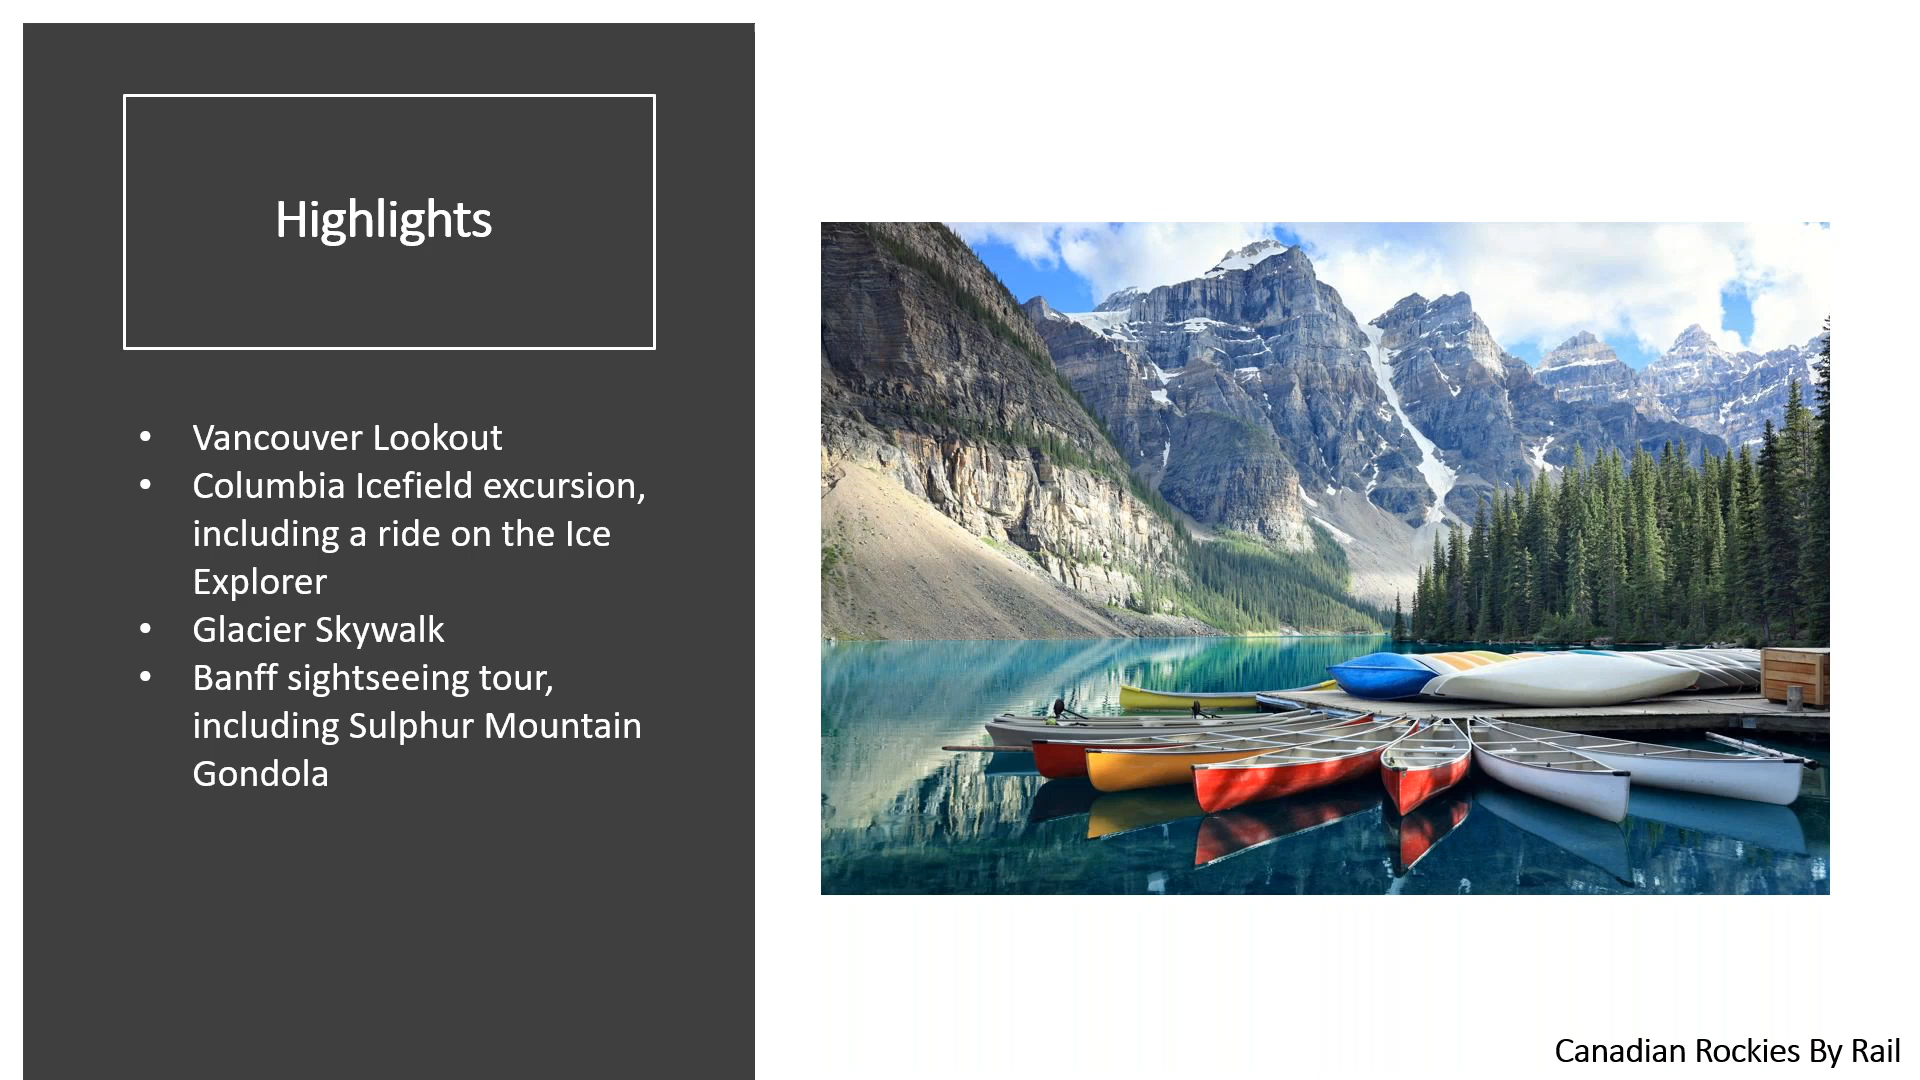 Highlights
• Vancouver Lookout
• Columbia Icefield excursion,
including a ride on the Ice
Explorer
• Glacier Skywalk
• Banff sightseeing tour,
including Sulphur Mountain
Gondola
Canadian Rockies By Rail